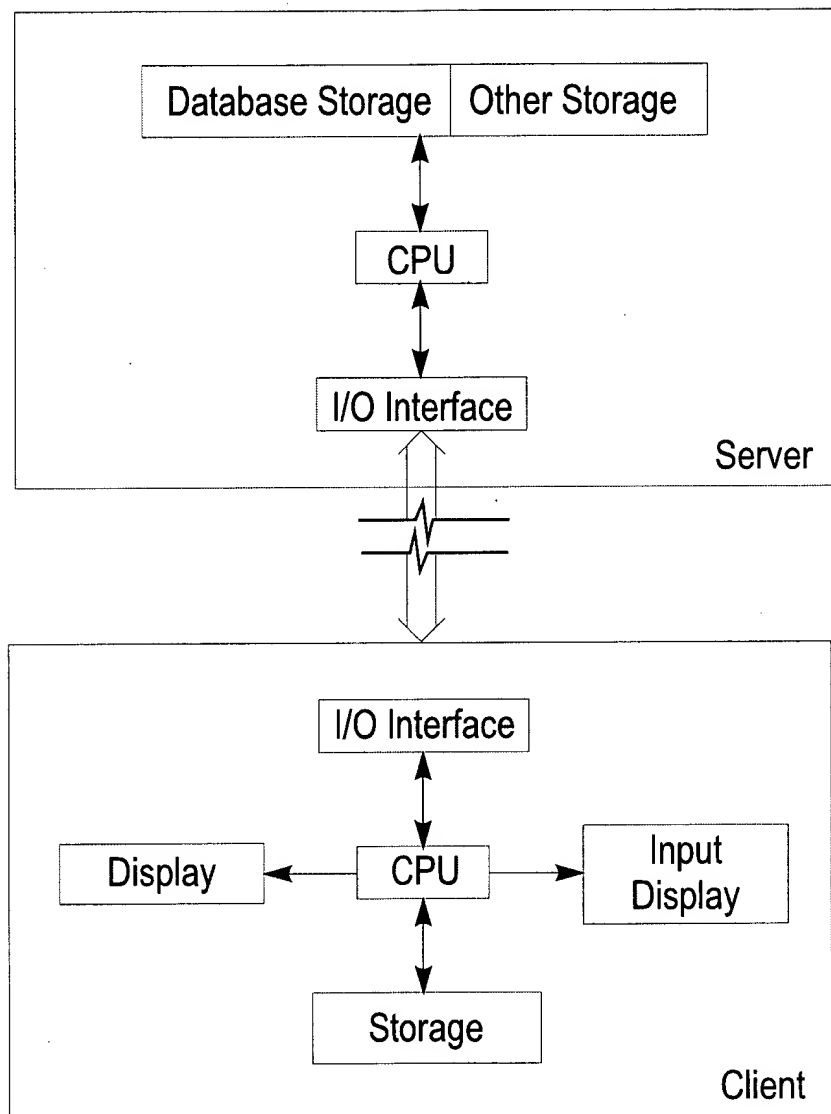 Database Storage
Other Storage
CPU
I/O Interface
Server
I/O Interface
Display
CPU
Input
Display
Storage
Client